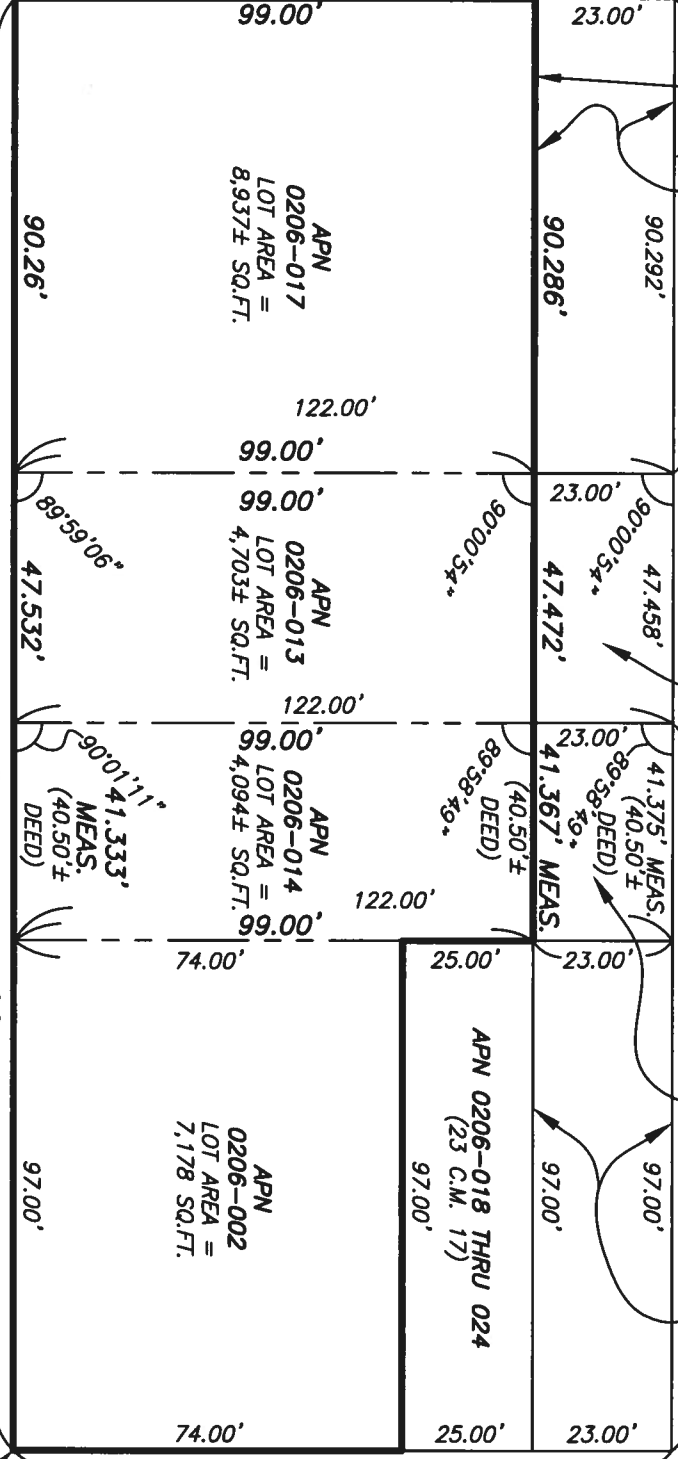 99.00'
23.00'
90.292'
90.286'
APN
0206-017
LOT AREA =
8,937± SQ.FT.
90.26'
122.00'
99.00'
99.00'
23.00'
90°00'54"
90°00'54"
47.458'
47.472'
APN
0206-013
LOT AREA =
4,703± SQ.FT.
89°59'06"
47.532'
122.00'
99.00'
23.00'
41.375' MEAS.
(40.50'±
DEED)
89°58'49"
41.367' MEAS.
(40.50'±
DEED)
89°58'49"
APN
0206-014
LOT AREA =
4,094± SQ.FT.
90°01'11"
41.333'
MEAS.
(40.50'±
DEED)
122.00'
99.00'
74.00'
25.00'
23.00'
APN 0206-018 THRU 024
(23 C.M. 17)
97.00'
97.00'
97.00'
APN
0206-002
LOT AREA =
7,178 SQ.FT.
97.00'
74.00'
25.00'
23.00'